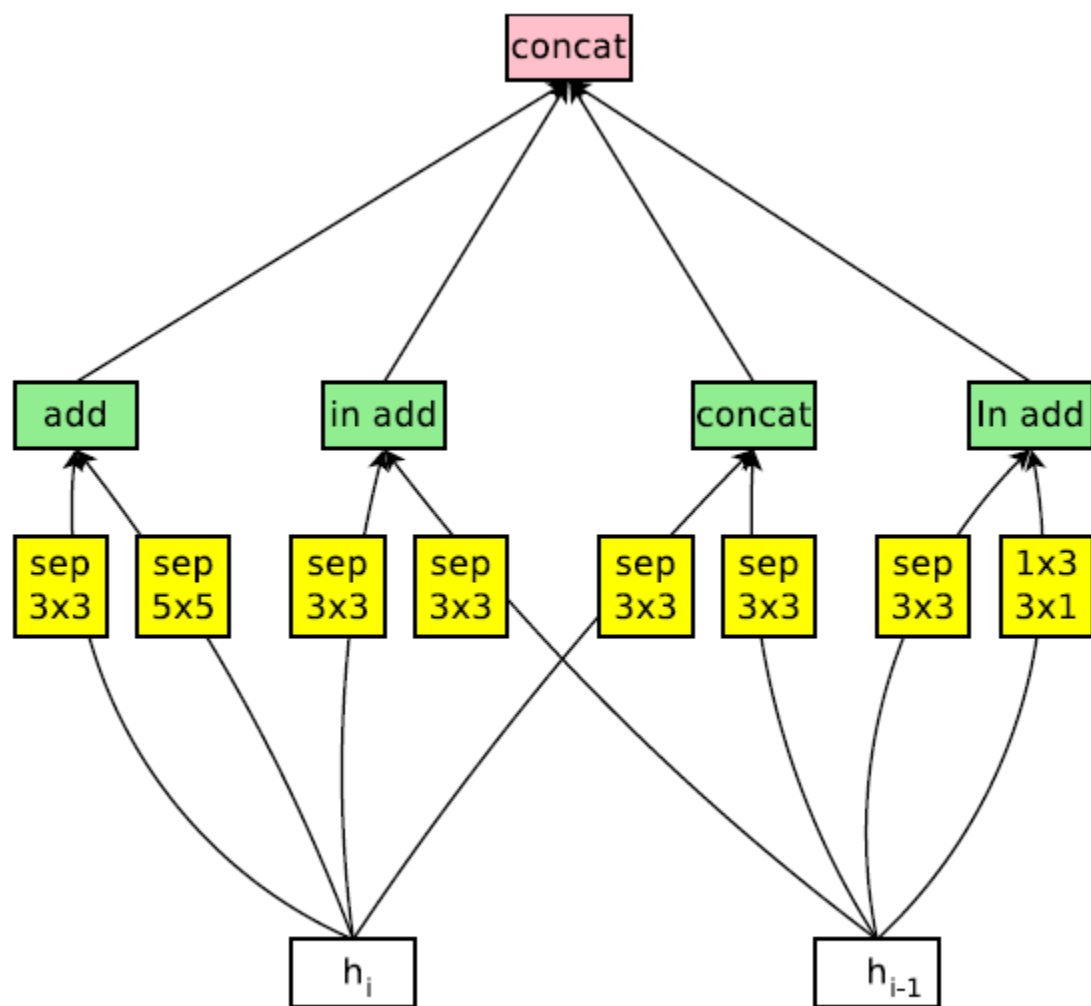 concat
add
in add
concat
In add
sep
3x3
sep
5x5
sep
3x3
sep
3x3
sep
3x3
sep
3x3
sep
3x3
1x3
3x1
hi
hi-1